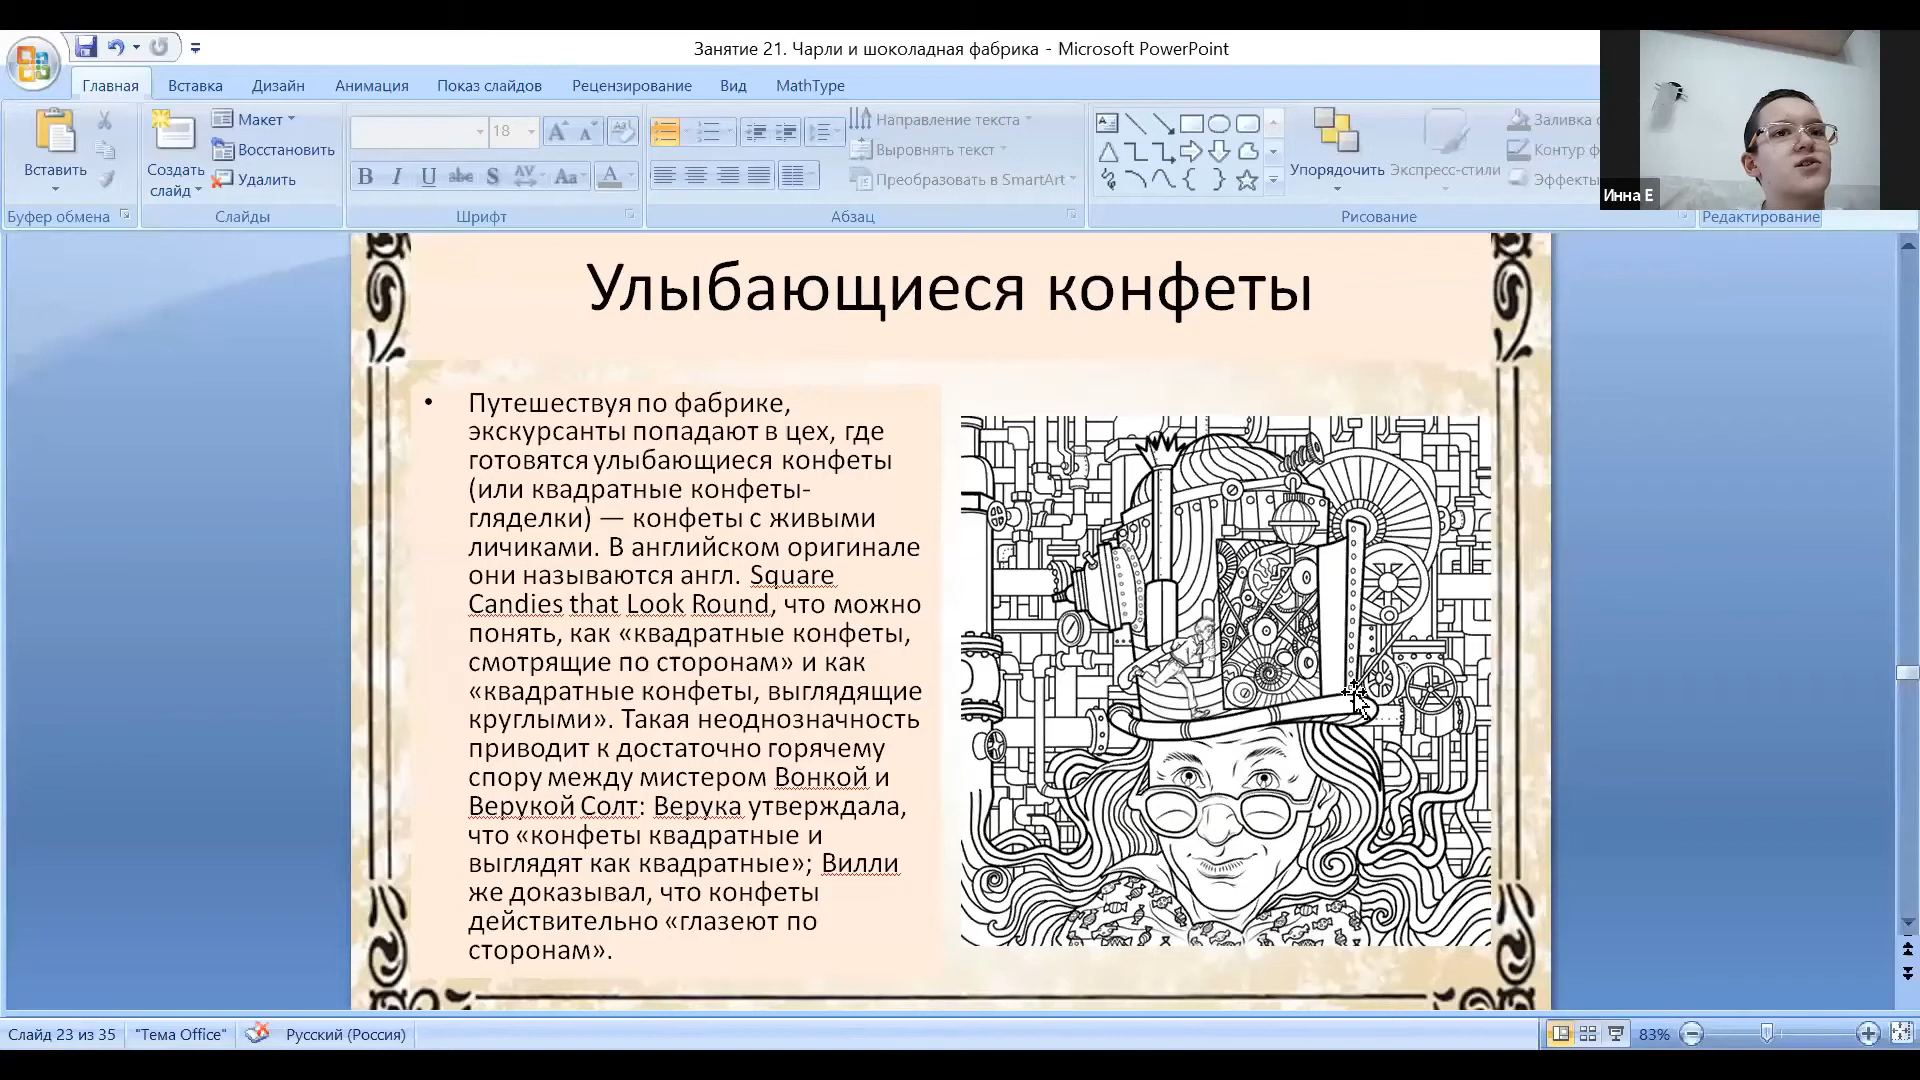 Занятие 21. Чарли и шоколадная фабрика - Microsoft PowerPoint
Главная Вставка Дизайн Анимация Показ слайдов Рецензирование Вид MathType
Вставить
Буфер обмена
Создать слайд
Макет
Восстановить
Удалить
Слайды
18
Шрифт
Направление текста
Выровнять текст
Преобразовать в SmartArt
Абзац
Упорядочить
Экспресс-стили
Заливка
Контур ф
Эффекты
Рисование
Редактирование
Инна Е
Улыбающиеся конфеты
• Путешествуя по фабрике,
экскурсанты попадают в цех, где
готовятся улыбающиеся конфеты
(или квадратные конфеты-
гляделки) — конфеты с живыми
личиками. В английском оригинале
они называются англ. Square
Candies that Look Round, что можно
понять, как «квадратные конфеты,
смотрящие по сторонам» и как
«квадратные конфеты, выглядящие
круглыми». Такая неоднозначность
приводит к достаточно горячему
спору между мистером Вонкой и
Верукой Солт: Верука утверждала,
что «конфеты квадратные и
выглядят как квадратные»; Вилли
же доказывал, что конфеты
действительно «глазеют по
сторонам».
Слайд 23 из 35 "Тема Office" Русский (Россия) 83%